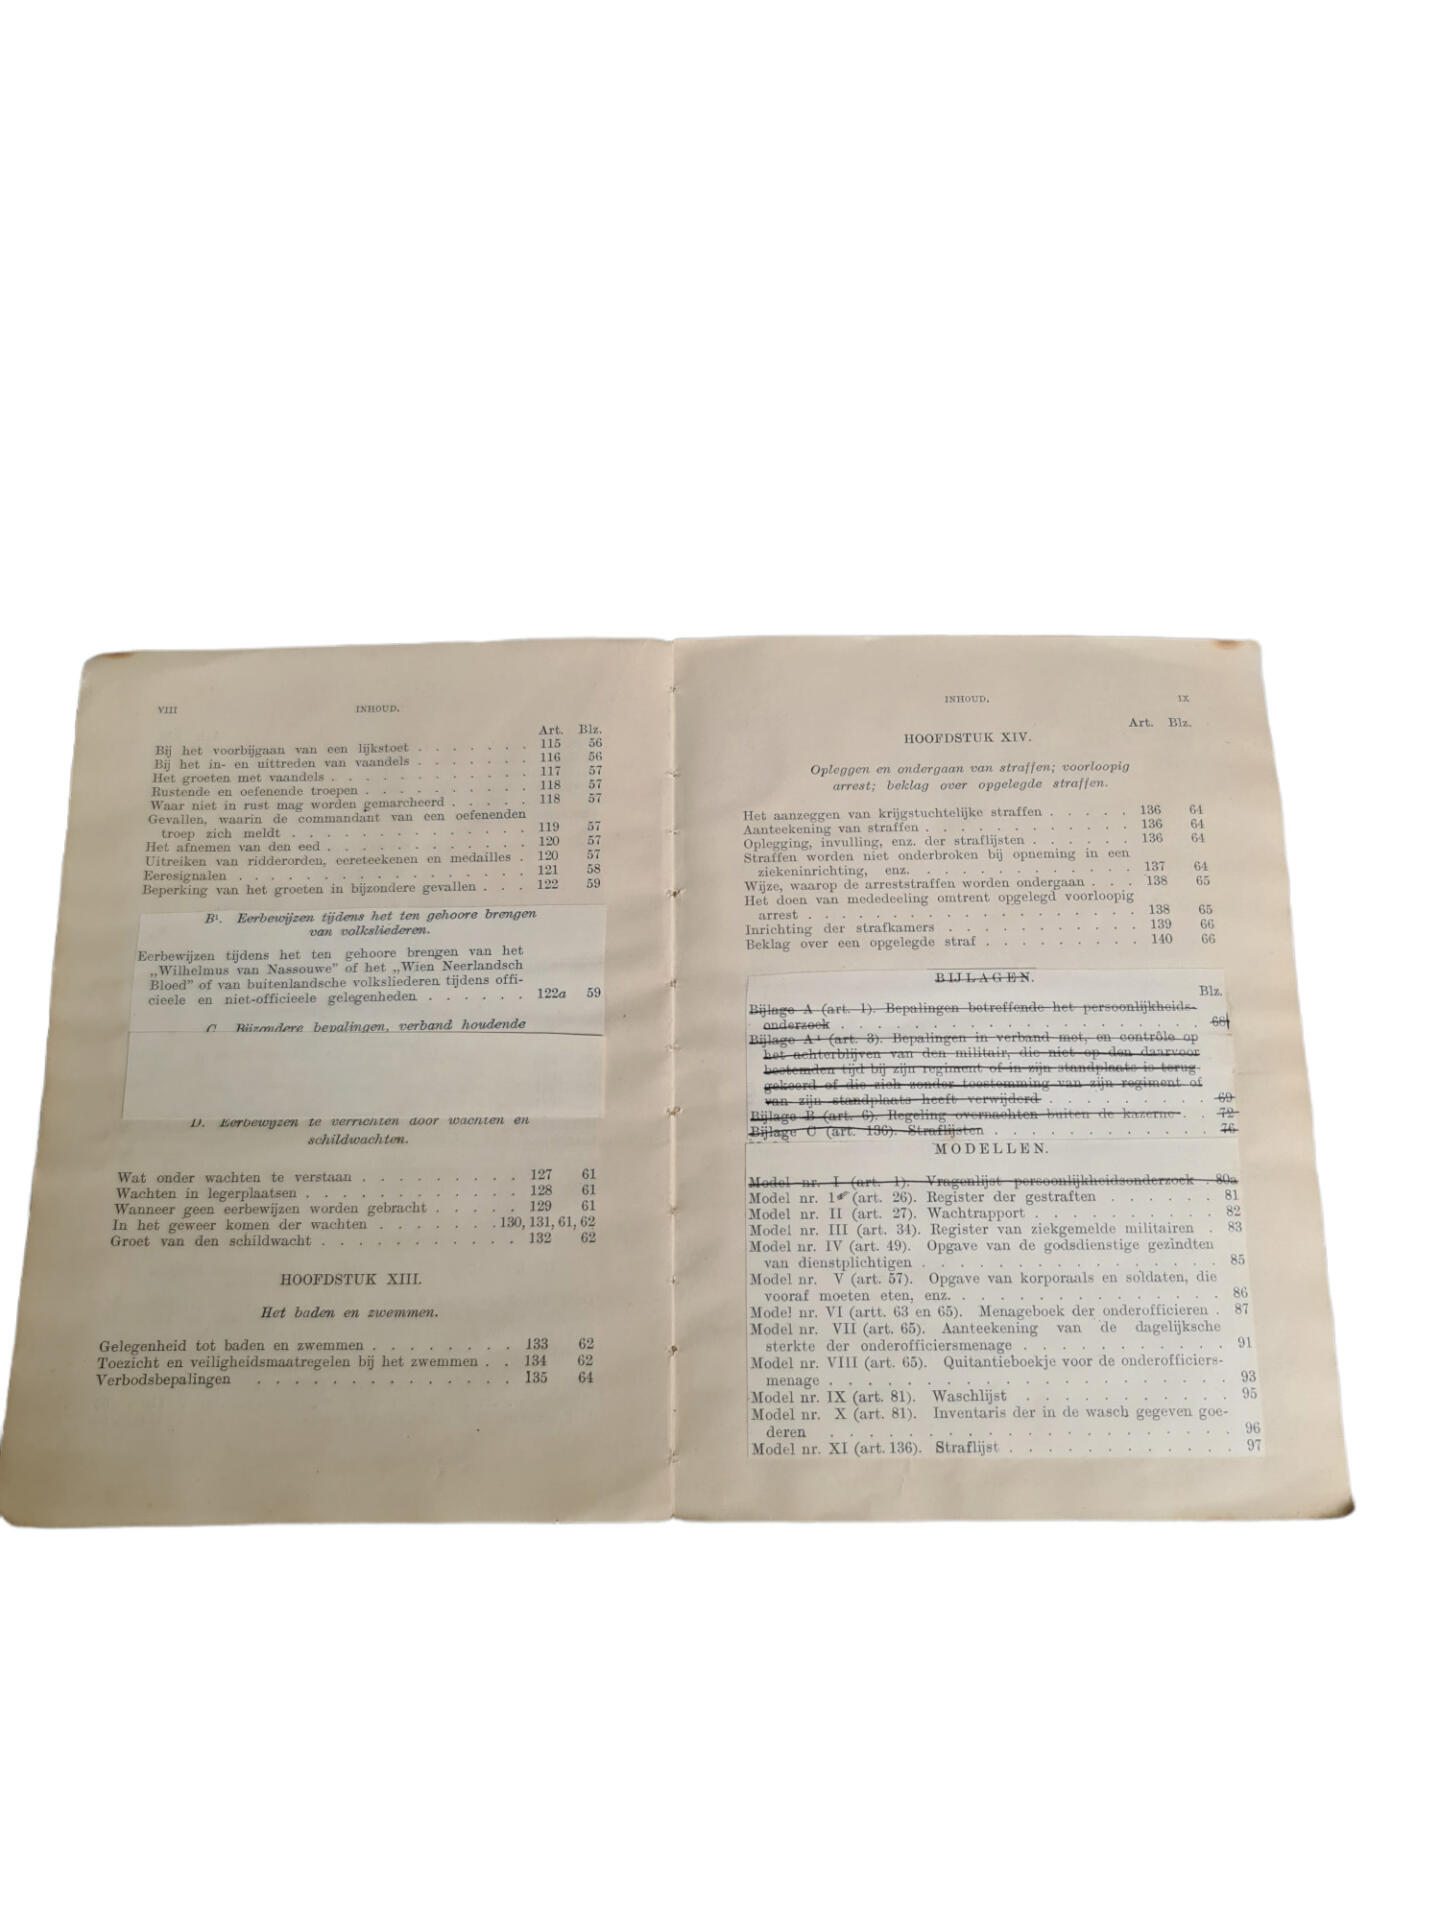 VIII INHOUD.
Art. Blz.
Bij het voorbijgaan van een lijkstoet . . . . . . . 115 56
Bij het in- en uittreden van vaandels . . . . . . . 116 56
Het groeten met vaandels . . . . . . . . . . . . 117 57
Rustende en oefenende troepen . . . . . . . . . . 118 57
Waar niet in rust mag worden gemarcheerd . . . . . 118 57
Gevallen, waarin de commandant van een oefenenden
troep zich meldt . . . . . . . . . . . . . . 119 57
Het afnemen van den eed . . . . . . . . . . . . 120 57
Uitreiken van ridderorden, eereteekenen en medailles . 120 57
Eeresignalen . . . . . . . . . . . . . . . . . 121 58
Beperking van het groeten in bijzondere gevallen . . . 122 59
B¹. Eerbewijzen tijdens het ten gehoore brengen
van volksliederen.
Eerbewijzen tijdens het ten gehoore brengen van het
„Wilhelmus van Nassouwe” of het „Wien Neerlandsch
Bloed” of van buitenlandsche volksliederen tijdens offi-
cieele en niet-officieele gelegenheden . . . . . . 122a 59
C. Bijzondere bepalingen, verband houdende
D. Eerbewijzen te verrichten door wachten en
schildwachten.
Wat onder wachten te verstaan . . . . . . . . . . 127 61
Wachten in legerplaatsen . . . . . . . . . . . . 128 61
Wanneer geen eerbewijzen worden gebracht . . . . . 129 61
In het geweer komen der wachten . . . . . . . . 130, 131, 61, 62
Groet van den schildwacht . . . . . . . . . . . . 132 62
HOOFDSTUK XIII.
Het baden en zwemmen.
Gelegenheid tot baden en zwemmen . . . . . . . . 133 62
Toezicht en veiligheidsmaatregelen bij het zwemmen . . 134 62
Verbodsbepalingen . . . . . . . . . . . . . . 135 64
INHOUD. IX
Art. Blz.
HOOFDSTUK XIV.
Opleggen en ondergaan van straffen; voorloopig
arrest; beklag over opgelegde straffen.
Het aanzeggen van krijgstuchtelijke straffen . . . . . 136 64
Aanteekening van straffen . . . . . . . . . . . 136 64
Oplegging, invulling, enz. der straflijsten . . . . . . 136 64
Straffen worden niet onderbroken bij opneming in een
ziekeninrichting, enz. . . . . . . . . . . . . 137 64
Wijze, waarop de arreststraffen worden ondergaan . . . 138 65
Het doen van mededeeling omtrent opgelegd voorloopig
arrest . . . . . . . . . . . . . . . . . . 138 65
Inrichting der strafkamers . . . . . . . . . . . 139 66
Beklag over een opgelegde straf . . . . . . . . . 140 66
BIJLAGEN.
Blz.
Bijlage A (art. 1). Bepalingen betreffende het persoonlijkheids-
onderzoek . . . . . . . . . . . . . . . . . . 68
Bijlage A¹ (art. 3). Bepalingen in verband met, en contrôle op
het achterblijven van den militair, die niet op den daarvoor
bestemden tijd bij zijn regiment of in zijn standplaats is terug-
gekeerd of die zich zonder toestemming van zijn regiment of
van zijn standplaats heeft verwijderd . . . . . . . . . 69
Bijlage B (art. 6). Regeling overnachten buiten de kazerne . . 72
Bijlage C (art. 136). Straflijsten . . . . . . . . . . . . 76
MODELLEN.
Model nr. I (art. 1). Vragenlijst persoonlijkheidsonderzoek . 80a
Model nr. 1 (art. 26). Register der gestraften . . . . . . 81
Model nr. II (art. 27). Wachtrapport . . . . . . . . . . 82
Model nr. III (art. 34). Register van ziekgemelde militairen . 83
Model nr. IV (art. 49). Opgave van de godsdienstige gezindten
van dienstplichtigen . . . . . . . . . . . . . . 85
Model nr. V (art. 57). Opgave van korporaals en soldaten, die
vooraf moeten eten, enz. . . . . . . . . . . . . . 86
Model nr. VI (artt. 63 en 65). Menageboek der onderofficieren . 87
Model nr. VII (art. 65). Aanteekening van de dagelijksche
sterkte der onderofficiersmenage . . . . . . . . . . . 91
Model nr. VIII (art. 65). Quitantieboekje voor de onderofficiers-
menage . . . . . . . . . . . . . . . . . . . . 93
Model nr. IX (art. 81). Waschlijst . . . . . . . . . . . 95
Model nr. X (art. 81). Inventaris der in de wasch gegeven goe-
deren . . . . . . . . . . . . . . . . . . . . 96
Model nr. XI (art. 136). Straflijst . . . . . . . . . . . 97